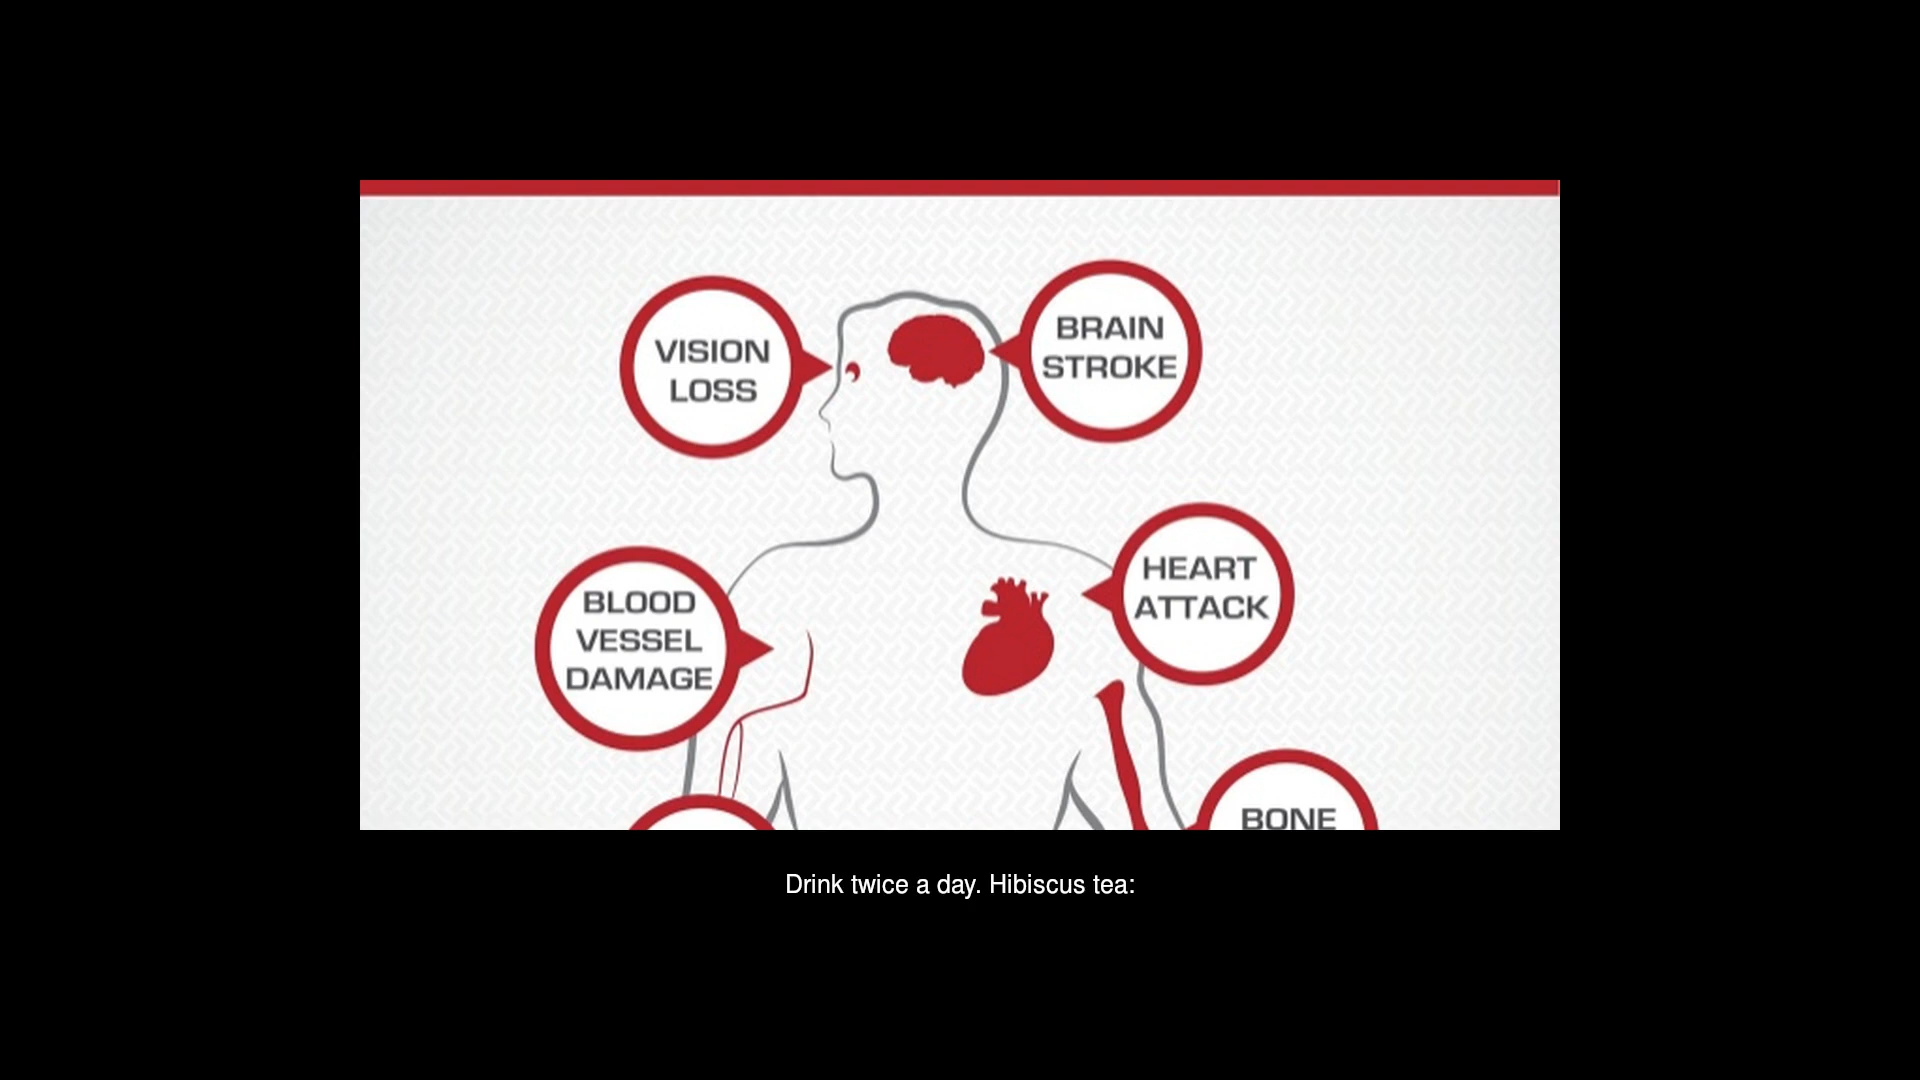 VISION
LOSS
BRAIN
STROKE
HEART
ATTACK
BLOOD
VESSEL
DAMAGE
BONE
Drink twice a day. Hibiscus tea: